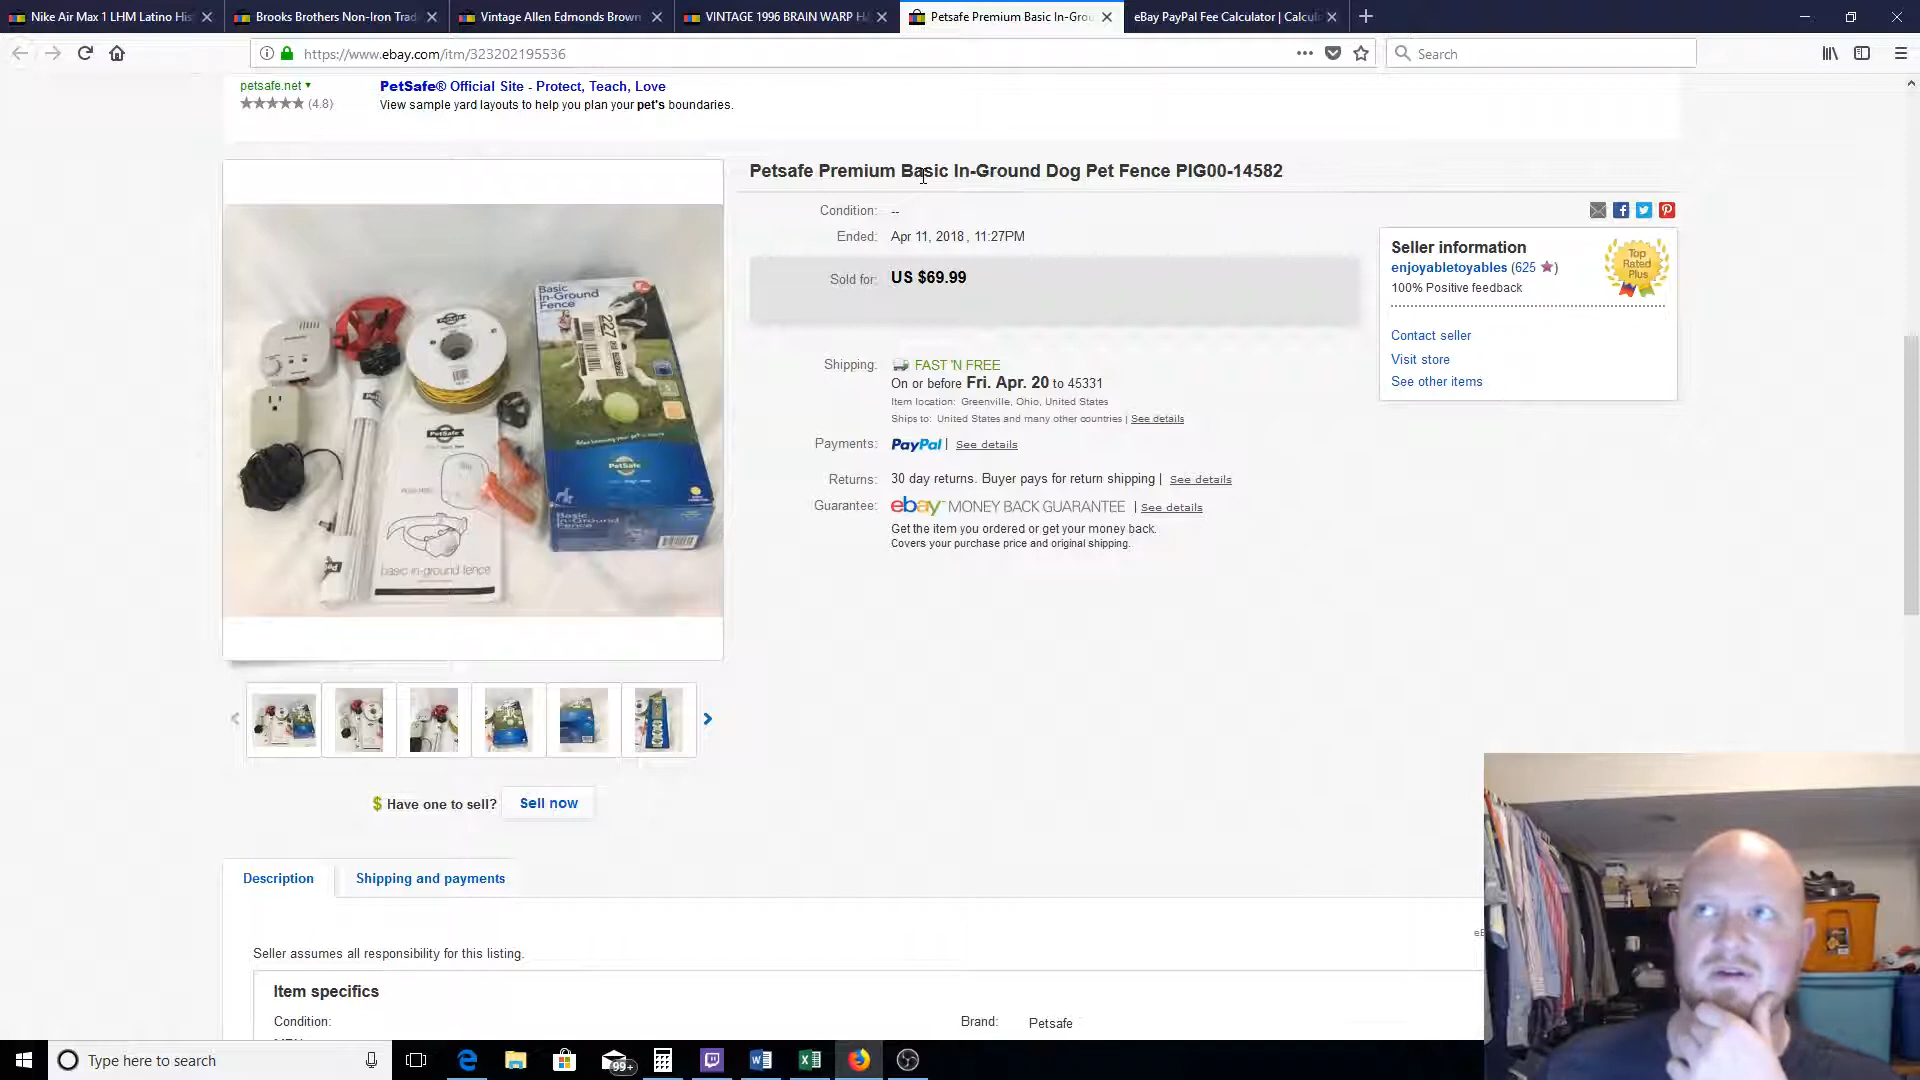 Nike Air Max 1 LHM Latino His
Brooks Brothers Non-Iron Trad
Vintage Allen Edmonds Brown
VINTAGE 1996 BRAIN WARP H
Petsafe Premium Basic In-Grou
eBay PayPal Fee Calculator | Calcul
https://www.ebay.com/itm/323202195536
Search
petsafe.net
(4.8)
PetSafe® Official Site - Protect, Teach, Love
View sample yard layouts to help you plan your pet's boundaries.
Petsafe Premium Basic In-Ground Dog Pet Fence PIG00-14582
Condition: --
Ended: Apr 11, 2018 , 11:27PM
Sold for: US $69.99
Shipping: FAST 'N FREE
On or before Fri. Apr. 20 to 45331
Item location: Greenville, Ohio, United States
Ships to: United States and many other countries | See details
Payments: PayPal | See details
Returns: 30 day returns. Buyer pays for return shipping | See details
Guarantee: ebay MONEY BACK GUARANTEE | See details
Get the item you ordered or get your money back.
Covers your purchase price and original shipping.
Seller information
enjoyabletoyables (625 )
100% Positive feedback
Top
Rated
Plus
Contact seller
Visit store
See other items
Basic
In-Ground
Fence
227
PetSafe
Basic
In-Ground
Fence
PetSafe
basic in-ground fence
$ Have one to sell? Sell now
Description
Shipping and payments
Seller assumes all responsibility for this listing.
Item specifics
Condition:
Brand: Petsafe
Type here to search
99+